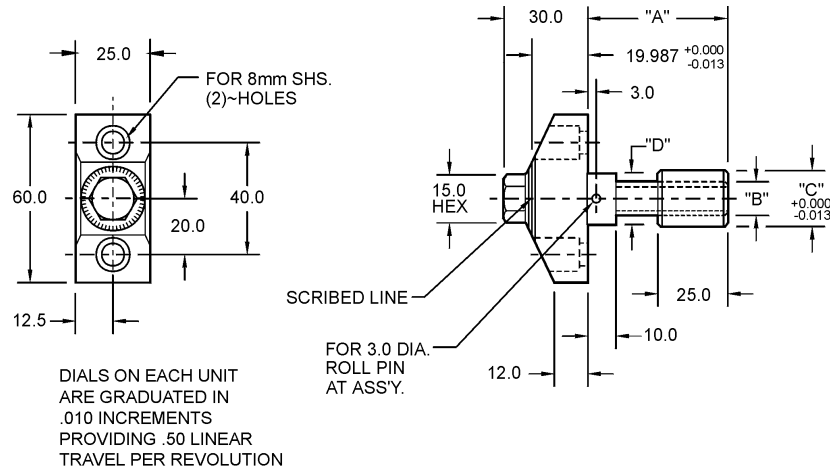 25.0
FOR 8mm SHS.
(2)~HOLES
60.0
40.0
20.0
12.5
DIALS ON EACH UNIT
ARE GRADUATED IN
.010 INCREMENTS
PROVIDING .50 LINEAR
TRAVEL PER REVOLUTION
30.0
"A"
19.987 +0.000
-0.013
3.0
"D"
15.0
HEX
"B"
"C"
+0.000
-0.013
SCRIBED LINE
25.0
10.0
FOR 3.0 DIA.
ROLL PIN
AT ASS'Y.
12.0